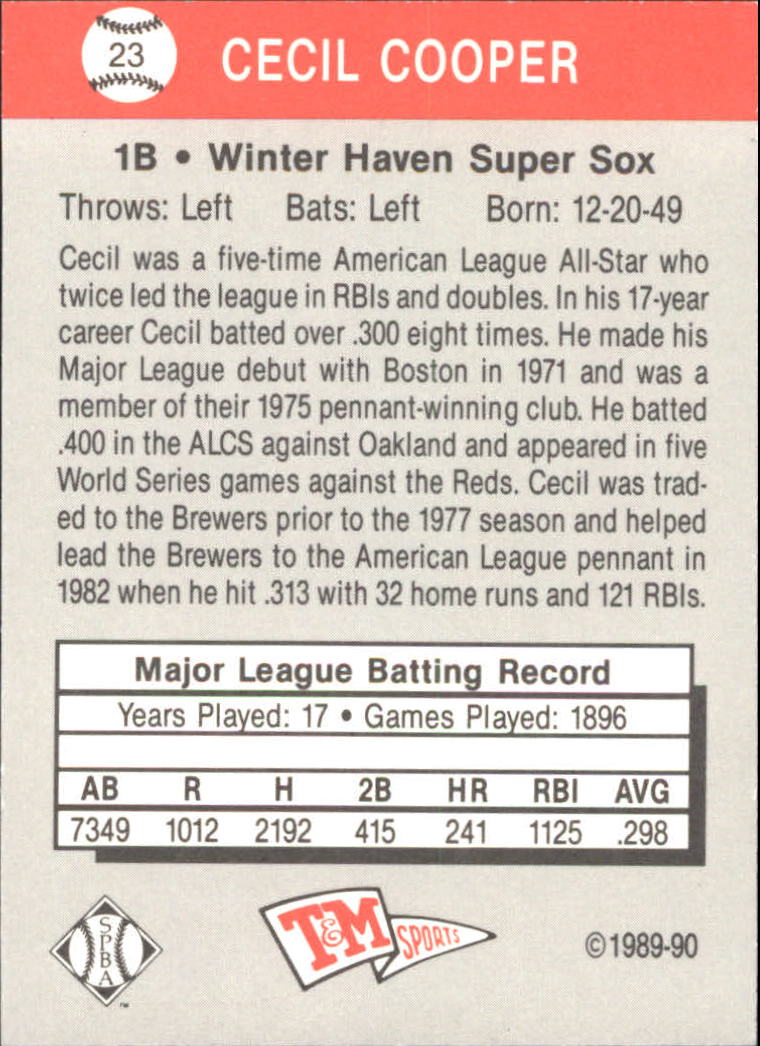 23
CECIL COOPER
1B • Winter Haven Super Sox
Throws: Left Bats: Left Born: 12-20-49
Cecil was a five-time American League All-Star who
twice led the league in RBIs and doubles. In his 17-year
career Cecil batted over .300 eight times. He made his
Major League debut with Boston in 1971 and was a
member of their 1975 pennant-winning club. He batted
.400 in the ALCS against Oakland and appeared in five
World Series games against the Reds. Cecil was trad-
ed to the Brewers prior to the 1977 season and helped
lead the Brewers to the American League pennant in
1982 when he hit .313 with 32 home runs and 121 RBIs.
Major League Batting Record
Years Played: 17 • Games Played: 1896
AB R H 2B HR RBI AVG
7349 1012 2192 415 241 1125 .298
SPBA
™
T&M
SPORTS
©1989-90